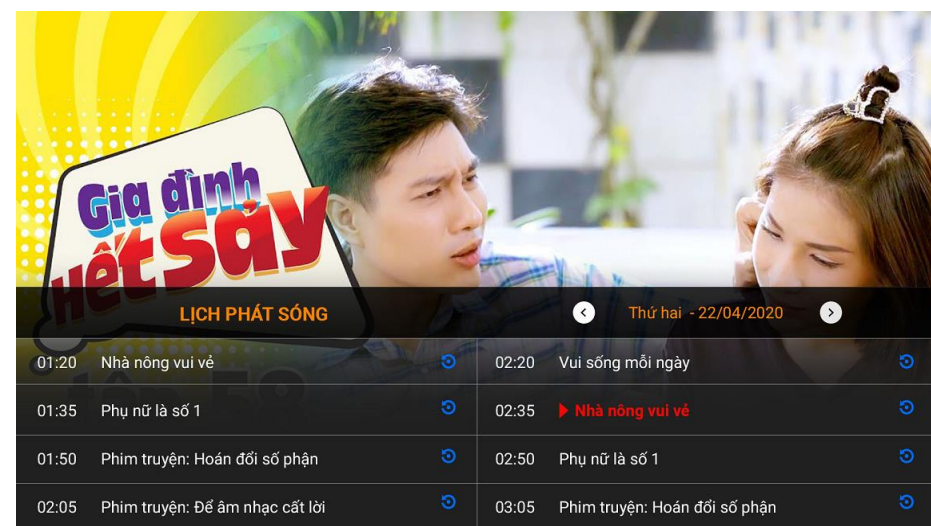 Gia đình
Hết Sảy
LỊCH PHÁT SÓNG
Thứ hai - 22/04/2020
01:20 Nhà nông vui vẻ
02:20 Vui sống mỗi ngày
01:35 Phụ nữ là số 1
02:35 Nhà nông vui vẻ
01:50 Phim truyện: Hoán đổi số phận
02:50 Phụ nữ là số 1
02:05 Phim truyện: Để âm nhạc cất lời
03:05 Phim truyện: Hoán đổi số phận